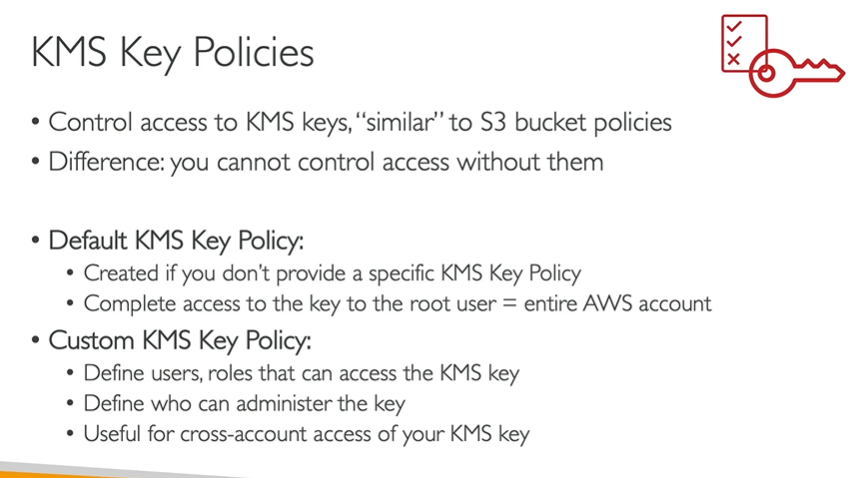 KMS Key Policies
• Control access to KMS keys, “similar” to S3 bucket policies
• Difference: you cannot control access without them
• Default KMS Key Policy:
• Created if you don’t provide a specific KMS Key Policy
• Complete access to the key to the root user = entire AWS account
• Custom KMS Key Policy:
• Define users, roles that can access the KMS key
• Define who can administer the key
• Useful for cross-account access of your KMS key